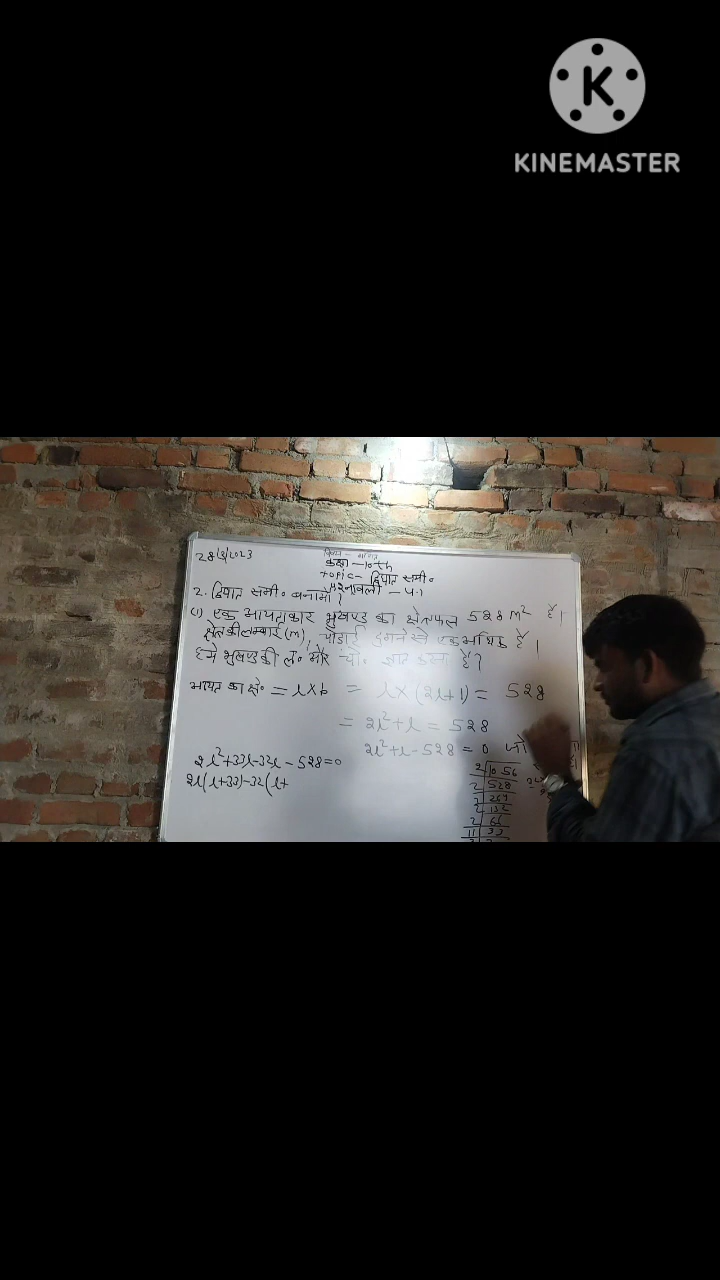 KINEMASTER
28/3/2023
विषय - गणित
कक्षा - 10th
TOPIC - द्विघात समी०
प्रश्नावली - 4.1
2. द्विघात समी० बनायें ?
(1) एक आयताकार भुखण्ड का क्षेत्रफल 528 m² है।
क्षेत्र की लम्बाई (m), चौड़ाई दुगने से एक अधिक है।
हमे भुखण्ड की लं० और चौ० ज्ञात करना है?
आयत का क्षे० = l×b = l×(2l+1) = 528
= 2l²+l = 528
2l²+l-528 = 0 जो
2l²+33l-32l-528=0
2l(l+33)-32(l+
2 | 1056
2 | 528
2 | 264
2 | 132
2 | 66
11 | 33